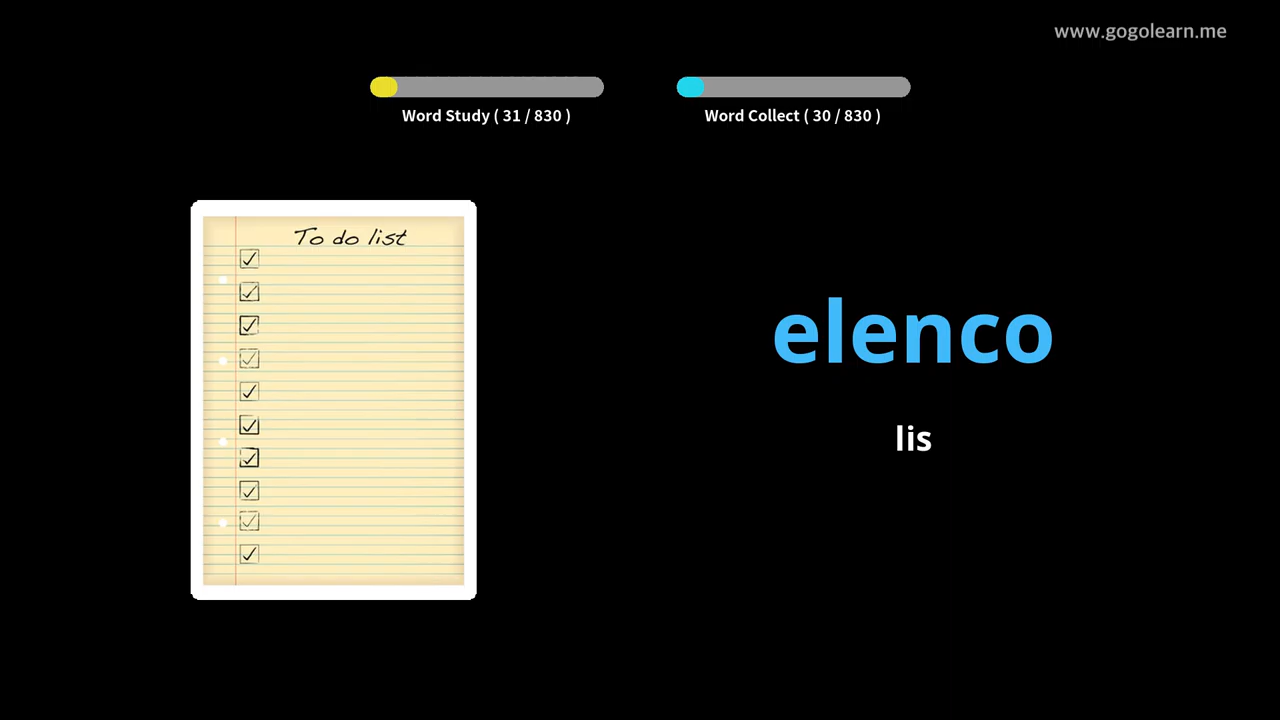 www.gogolearn.me
Word Study ( 31 / 830 )
Word Collect ( 30 / 830 )
To do list
elenco
lis